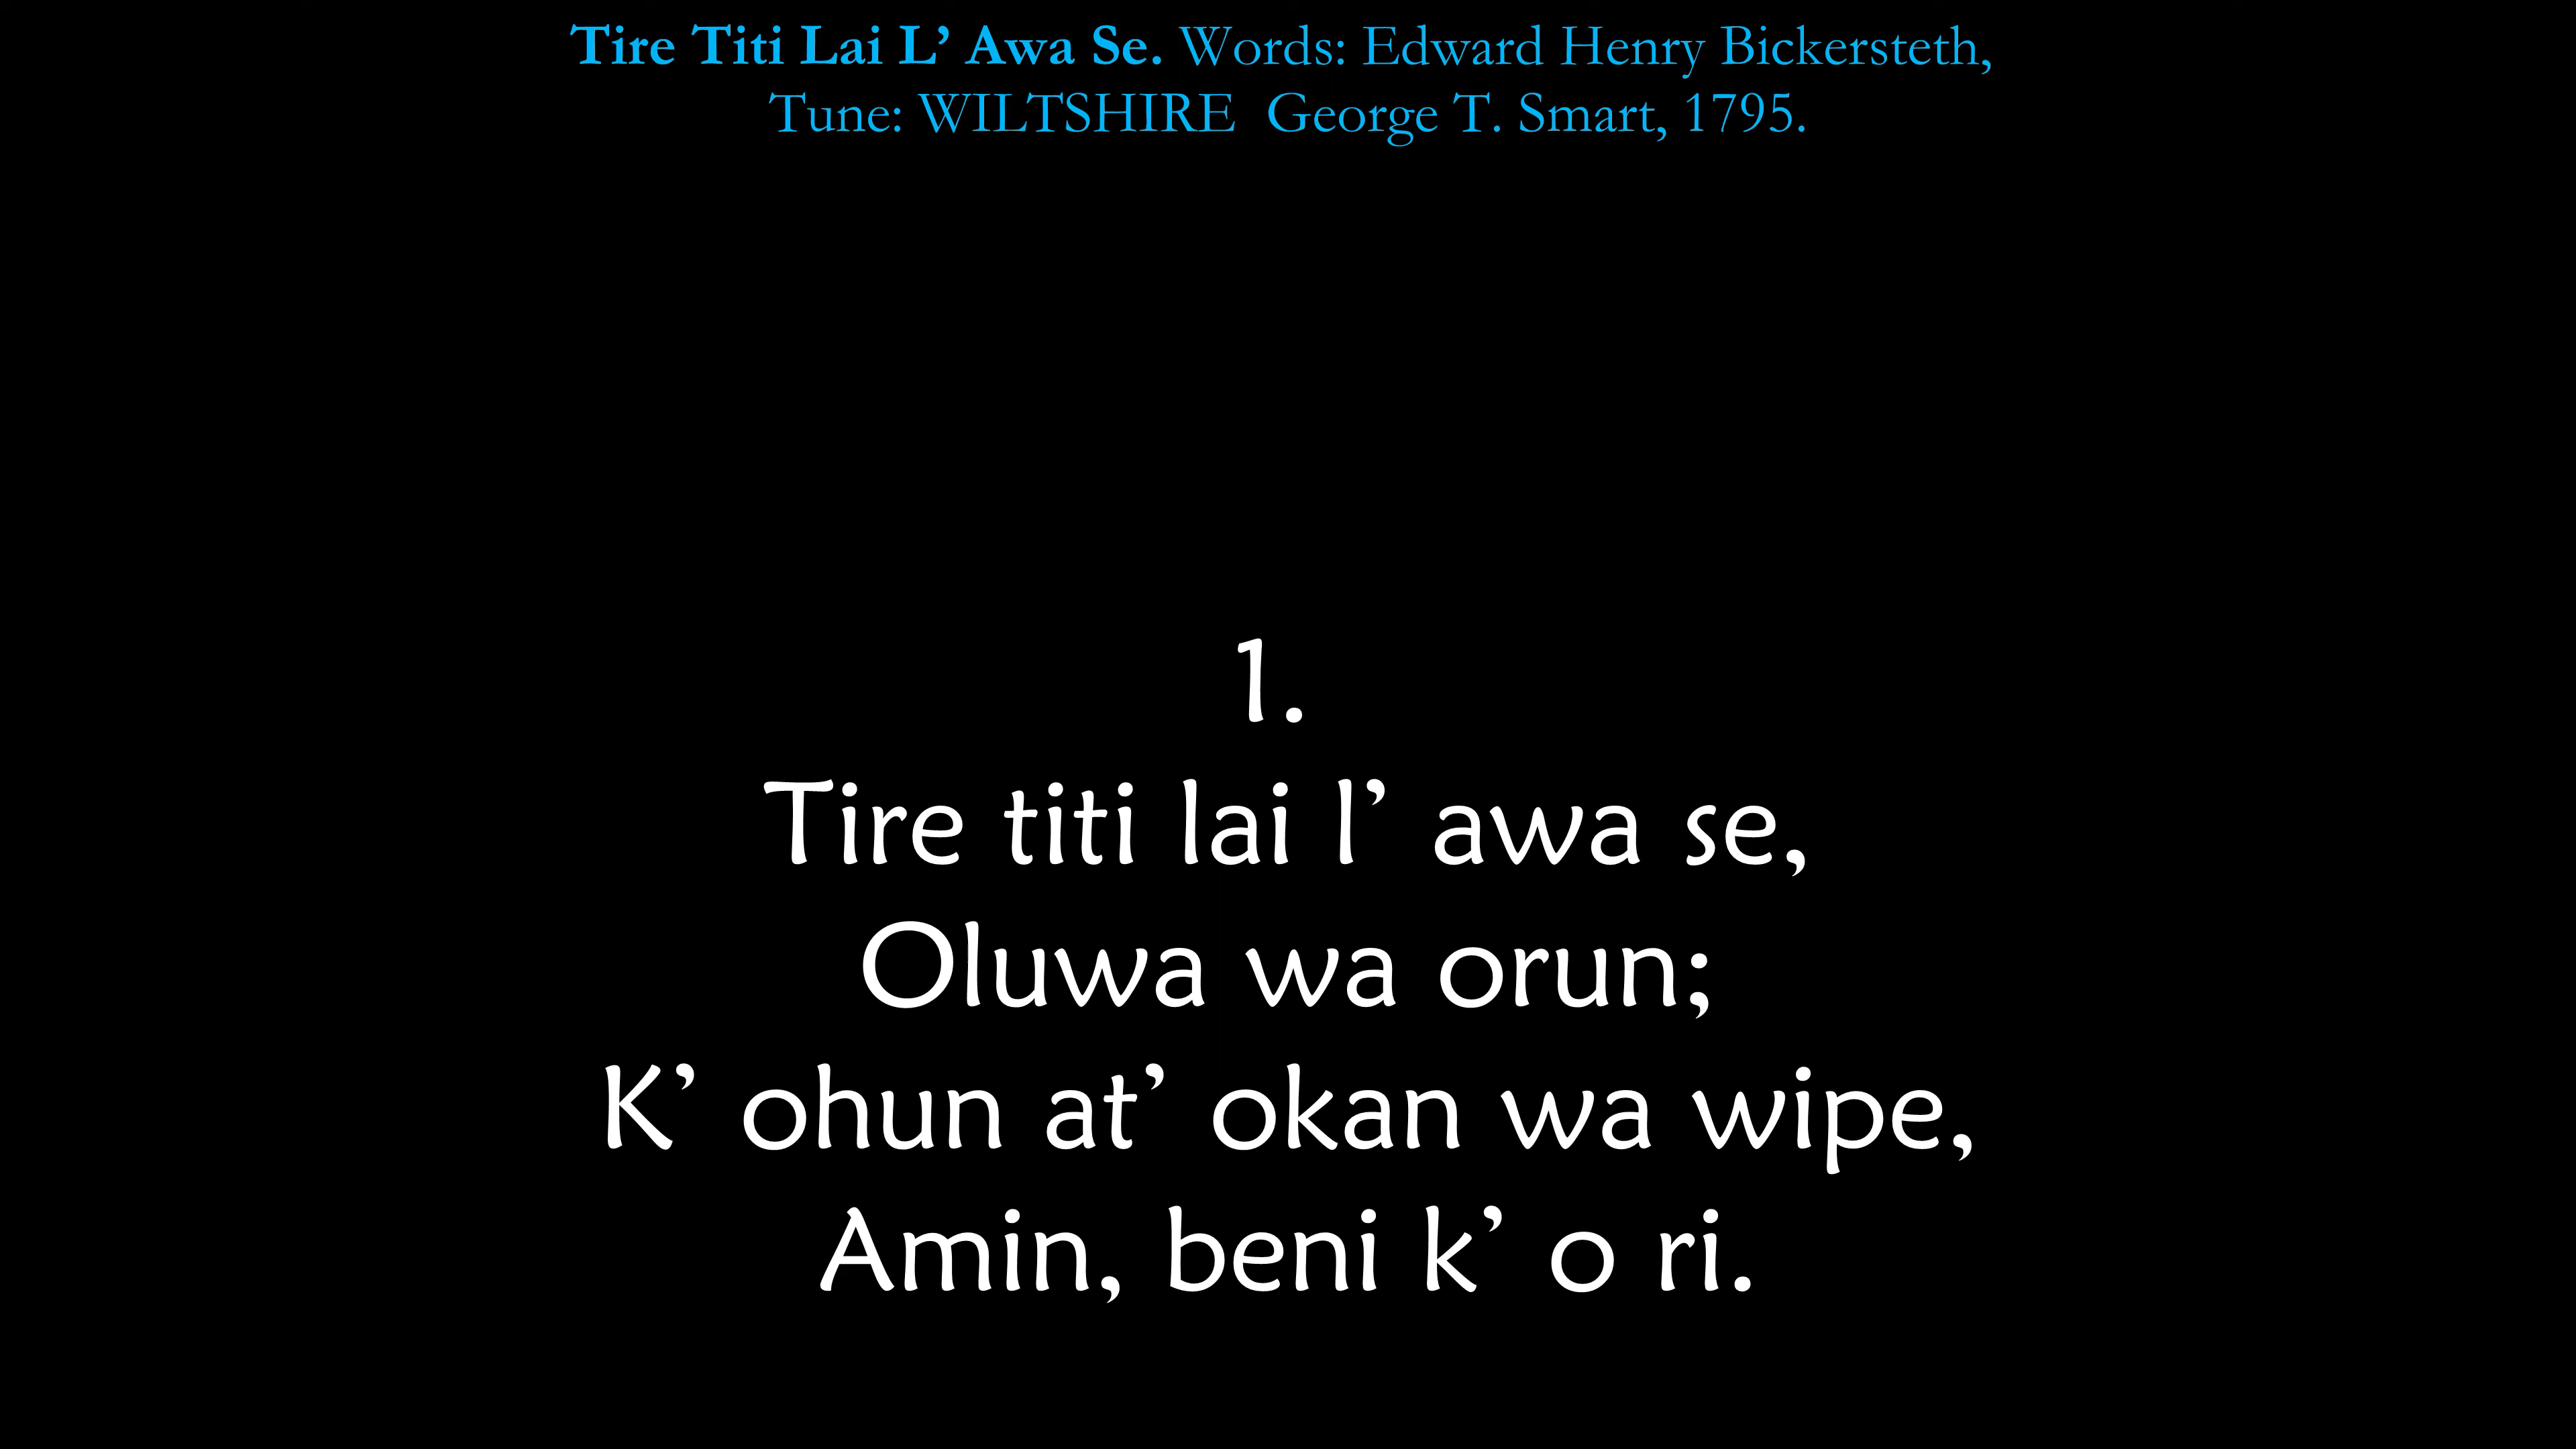 Tire Titi Lai L’ Awa Se. Words: Edward Henry Bickersteth,
Tune: WILTSHIRE  George T. Smart, 1795.
1.
Tire titi lai l’ awa se,
Oluwa wa orun;
K’ ohun at’ okan wa wipe,
Amin, beni k’ o ri.